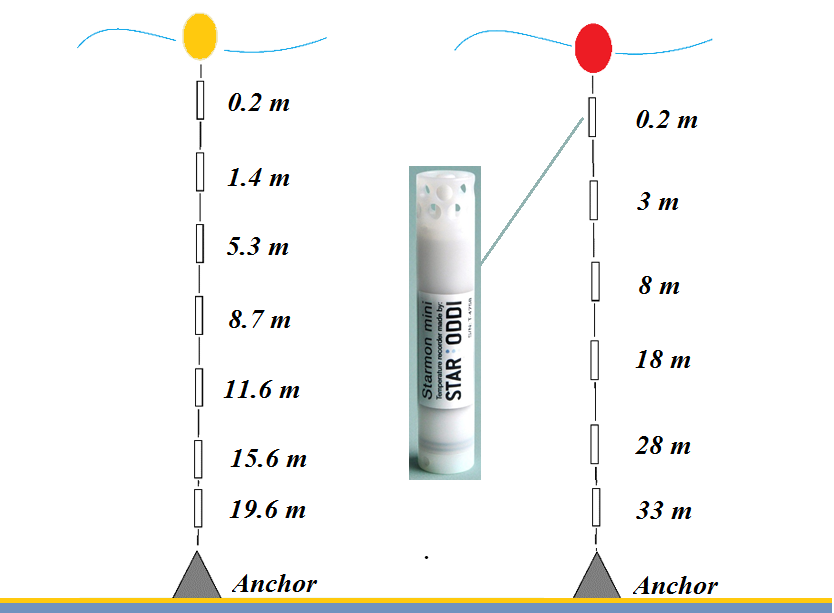 0.2 m
1.4 m
5.3 m
8.7 m
11.6 m
15.6 m
19.6 m
Anchor
Starmon mini
Temperature recorder made by:
STAR ODDI
0.2 m
3 m
8 m
18 m
28 m
33 m
Anchor